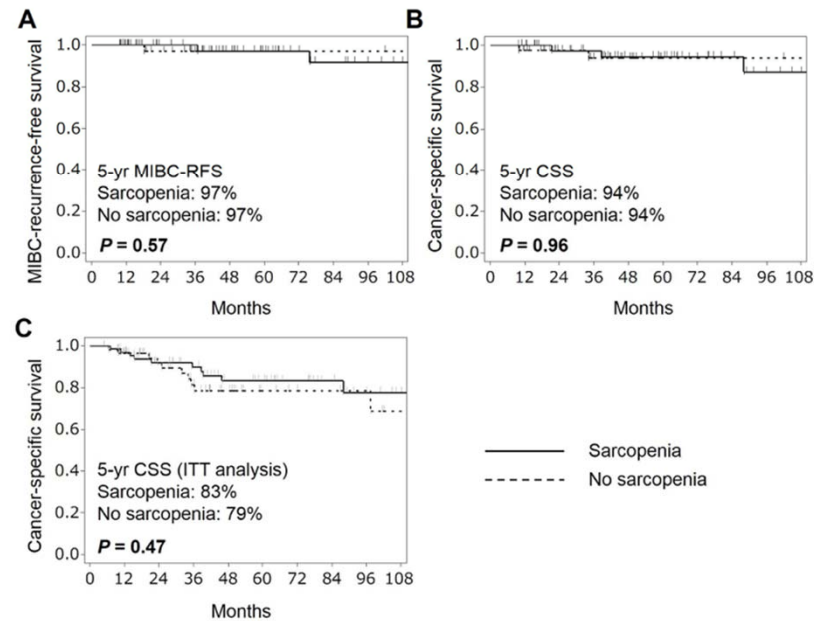 A
MIBC-recurrence-free survival
1.0
0.8
0.6
0.4
0.2
0.0
5-yr MIBC-RFS
Sarcopenia: 97%
No sarcopenia: 97%
P = 0.57
0 12 24 36 48 60 72 84 96 108
Months
B
Cancer-specific survival
1.0
0.8
0.6
0.4
0.2
0.0
5-yr CSS
Sarcopenia: 94%
No sarcopenia: 94%
P = 0.96
0 12 24 36 48 60 72 84 96 108
Months
C
Cancer-specific survival
1.0
0.8
0.6
0.4
0.2
0.0
5-yr CSS (ITT analysis)
Sarcopenia: 83%
No sarcopenia: 79%
P = 0.47
0 12 24 36 48 60 72 84 96 108
Months
Sarcopenia
No sarcopenia